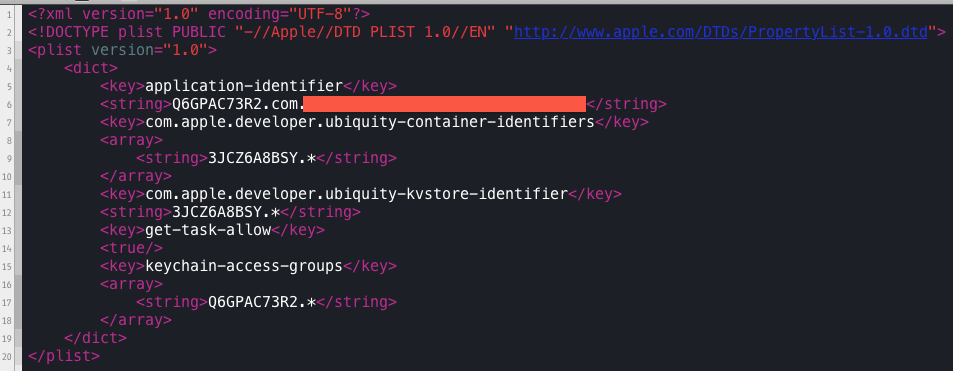 1 <?xml version="1.0" encoding="UTF-8"?>
2 <!DOCTYPE plist PUBLIC "-//Apple//DTD PLIST 1.0//EN" "http://www.apple.com/DTDs/PropertyList-1.0.dtd">
3 <plist version="1.0">
4 <dict>
5 <key>application-identifier</key>
6 <string>Q6GPAC73R2.com.</string>
7 <key>com.apple.developer.ubiquity-container-identifiers</key>
8 <array>
9 <string>3JCZ6A8BSY.*</string>
10 </array>
11 <key>com.apple.developer.ubiquity-kvstore-identifier</key>
12 <string>3JCZ6A8BSY.*</string>
13 <key>get-task-allow</key>
14 <true/>
15 <key>keychain-access-groups</key>
16 <array>
17 <string>Q6GPAC73R2.*</string>
18 </array>
19 </dict>
20 </plist>